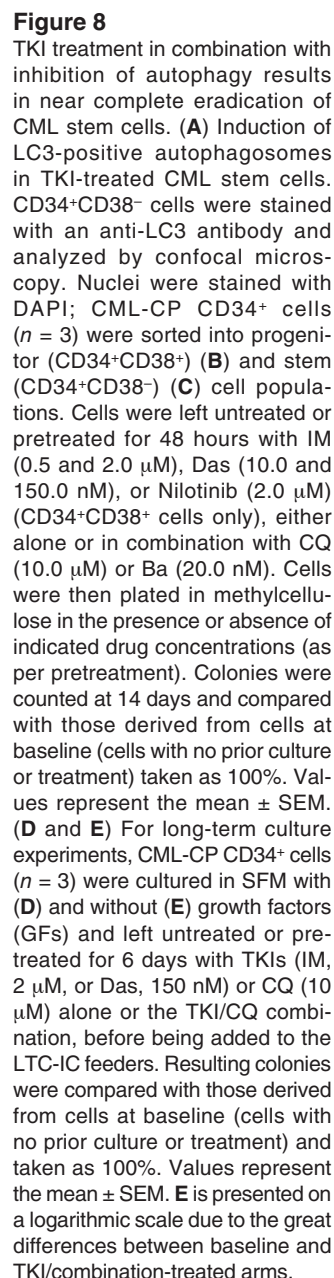 Figure 8
TKI treatment in combination with
inhibition of autophagy results
in near complete eradication of
CML stem cells. (A) Induction of
LC3-positive autophagosomes
in TKI-treated CML stem cells.
CD34⁺CD38⁻ cells were stained
with an anti-LC3 antibody and
analyzed by confocal micros-
copy. Nuclei were stained with
DAPI; CML-CP CD34⁺ cells
(n = 3) were sorted into progeni-
tor (CD34⁺CD38⁺) (B) and stem
(CD34⁺CD38⁻) (C) cell popula-
tions. Cells were left untreated or
pretreated for 48 hours with IM
(0.5 and 2.0 μM), Das (10.0 and
150.0 nM), or Nilotinib (2.0 μM)
(CD34⁺CD38⁺ cells only), either
alone or in combination with CQ
(10.0 μM) or Ba (20.0 nM). Cells
were then plated in methylcellu-
lose in the presence or absence of
indicated drug concentrations (as
per pretreatment). Colonies were
counted at 14 days and compared
with those derived from cells at
baseline (cells with no prior culture
or treatment) taken as 100%. Val-
ues represent the mean ± SEM.
(D and E) For long-term culture
experiments, CML-CP CD34⁺ cells
(n = 3) were cultured in SFM with
(D) and without (E) growth factors
(GFs) and left untreated or pre-
treated for 6 days with TKIs (IM,
2 μM, or Das, 150 nM) or CQ (10
μM) alone or the TKI/CQ combi-
nation, before being added to the
LTC-IC feeders. Resulting colonies
were compared with those derived
from cells at baseline (cells with
no prior culture or treatment) and
taken as 100%. Values represent
the mean ± SEM. E is presented on
a logarithmic scale due to the great
differences between baseline and
TKI/combination-treated arms.